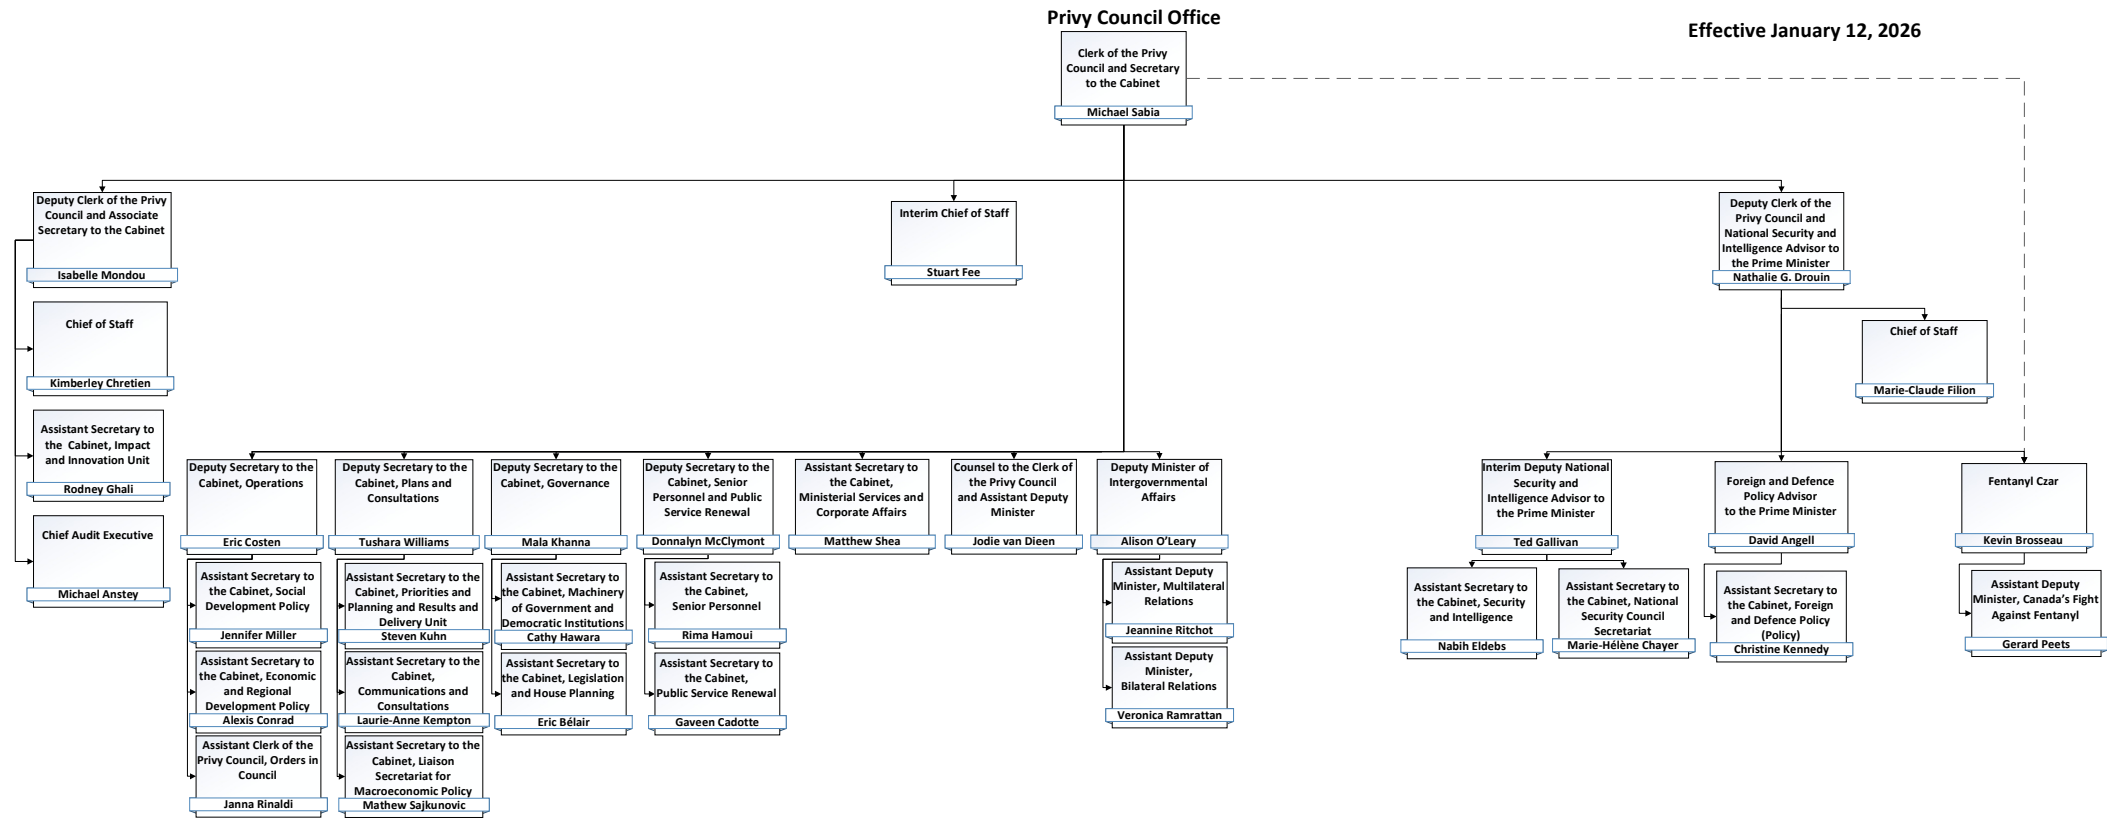 Privy Council Office
Effective January 12, 2026
Clerk of the Privy
Council and Secretary
to the Cabinet
Michael Sabia
Deputy Clerk of the Privy
Council and Associate
Secretary to the Cabinet
Isabelle Mondou
Interim Chief of Staff
Stuart Fee
Deputy Clerk of the
Privy Council and
National Security and
Intelligence Advisor to
the Prime Minister
Nathalie G. Drouin
Chief of Staff
Kimberley Chretien
Chief of Staff
Marie-Claude Filion
Assistant Secretary to
the Cabinet, Impact
and Innovation Unit
Rodney Ghali
Chief Audit Executive
Michael Anstey
Deputy Secretary to the
Cabinet, Operations
Eric Costen
Deputy Secretary to the
Cabinet, Plans and
Consultations
Tushara Williams
Deputy Secretary to the
Cabinet, Governance
Mala Khanna
Deputy Secretary to the
Cabinet, Senior
Personnel and Public
Service Renewal
Donnalyn McClymont
Assistant Secretary to
the Cabinet,
Ministerial Services and
Corporate Affairs
Matthew Shea
Counsel to the Clerk of
the Privy Council
and Assistant Deputy
Minister
Jodie van Dieen
Deputy Minister of
Intergovernmental
Affairs
Alison O'Leary
Interim Deputy National
Security and
Intelligence Advisor to
the Prime Minister
Ted Gallivan
Foreign and Defence
Policy Advisor
to the Prime Minister
David Angell
Fentanyl Czar
Kevin Brosseau
Assistant Secretary to
the Cabinet, Social
Development Policy
Jennifer Miller
Assistant Secretary to the
Cabinet, Priorities and
Planning and Results and
Delivery Unit
Steven Kuhn
Assistant Secretary to
the Cabinet, Machinery
of Government and
Democratic Institutions
Cathy Hawara
Assistant Secretary to
the Cabinet,
Senior Personnel
Rima Hamoui
Assistant Deputy
Minister, Multilateral
Relations
Jeannine Ritchot
Assistant Secretary to
the Cabinet, Security
and Intelligence
Nabih Eldebs
Assistant Secretary to
the Cabinet, National
Security Council
Secretariat
Marie-Hélène Chayer
Assistant Secretary to
the Cabinet, Foreign
and Defence Policy
(Policy)
Christine Kennedy
Assistant Deputy
Minister, Canada's Fight
Against Fentanyl
Gerard Peets
Assistant Secretary to
the Cabinet, Economic
and Regional
Development Policy
Alexis Conrad
Assistant Secretary to the
Cabinet,
Communications and
Consultations
Laurie-Anne Kempton
Assistant Secretary to
the Cabinet, Legislation
and House Planning
Eric Bélair
Assistant Secretary to
the Cabinet,
Public Service Renewal
Gaveen Cadotte
Assistant Deputy
Minister,
Bilateral Relations
Veronica Ramrattan
Assistant Clerk of the
Privy Council, Orders in
Council
Janna Rinaldi
Assistant Secretary to the
Cabinet, Liaison
Secretariat for
Macroeconomic Policy
Mathew Sajkunovic